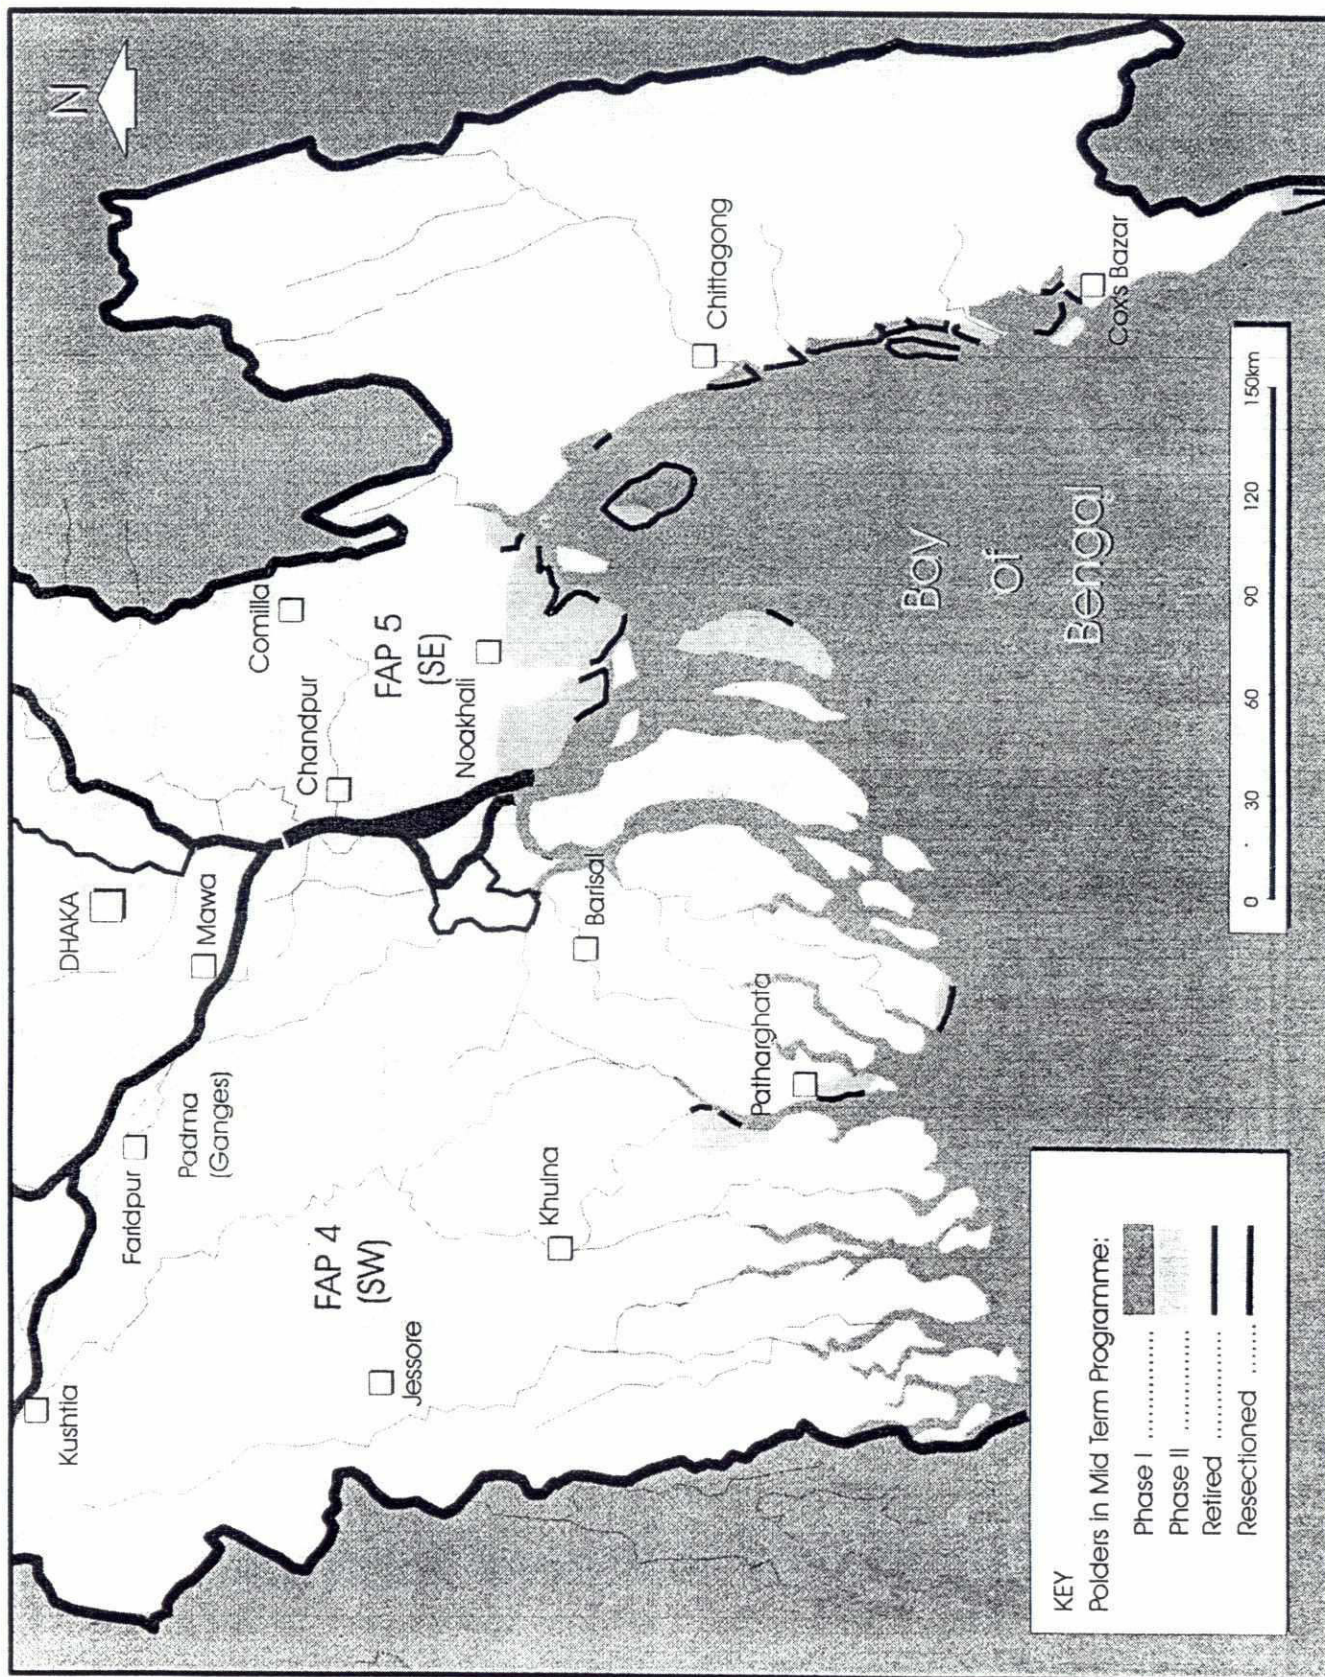 N
Kushtia
Faridpur
DHAKA
Mawa
Padma
(Ganges)
Comilla
Chandpur
FAP 5
(SE)
Noakhali
FAP 4
(SW)
Jessore
Khulna
Barisal
Chittagong
Patharghata
Cox's Bazar
Bay
of
Bengal
KEY
Polders in Mid Term Programme:
Phase I ..............
Phase II ..............
Retired ..............
Resectioned .......
0 30 60 90 120 150km